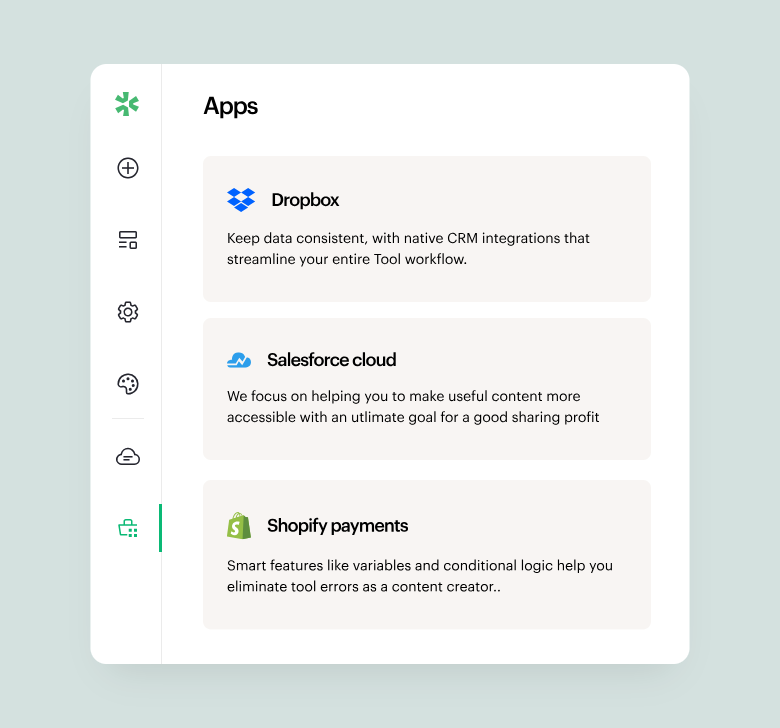 Apps
Dropbox
Keep data consistent, with native CRM integrations that
streamline your entire Tool workflow.
Salesforce cloud
We focus on helping you to make useful content more
accessible with an utlimate goal for a good sharing profit
Shopify payments
Smart features like variables and conditional logic help you
eliminate tool errors as a content creator..